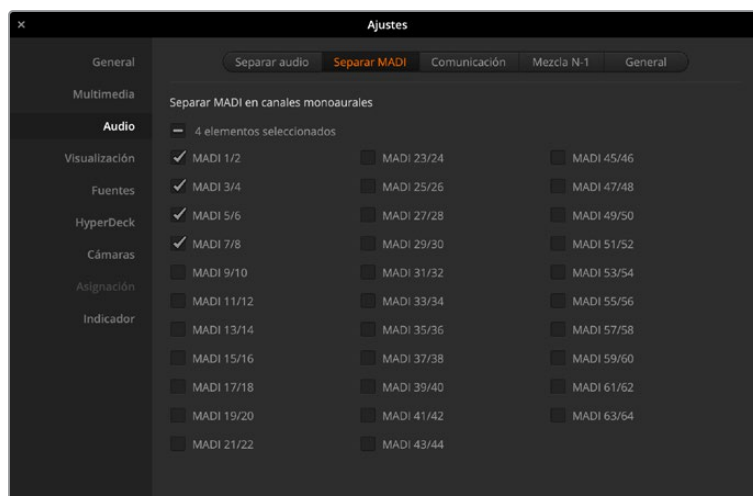 Ajustes
General
Multimedia
Audio
Visualización
Fuentes
HyperDeck
Cámaras
Asignación
Indicador
Separar audio
Separar MADI
Comunicación
Mezcla N-1
General
Separar MADI en canales monoaurales
4 elementos seleccionados
MADI 1/2
MADI 3/4
MADI 5/6
MADI 7/8
MADI 9/10
MADI 11/12
MADI 13/14
MADI 15/16
MADI 17/18
MADI 19/20
MADI 21/22
MADI 23/24
MADI 25/26
MADI 27/28
MADI 29/30
MADI 31/32
MADI 33/34
MADI 35/36
MADI 37/38
MADI 39/40
MADI 41/42
MADI 43/44
MADI 45/46
MADI 47/48
MADI 49/50
MADI 51/52
MADI 53/54
MADI 55/56
MADI 57/58
MADI 59/60
MADI 61/62
MADI 63/64